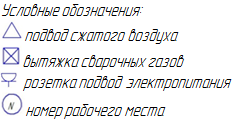 Условные обозначения:
подвод сжатого воздуха
вытяжка сварочных газов
розетка подвод электропитания
N номер рабочего места